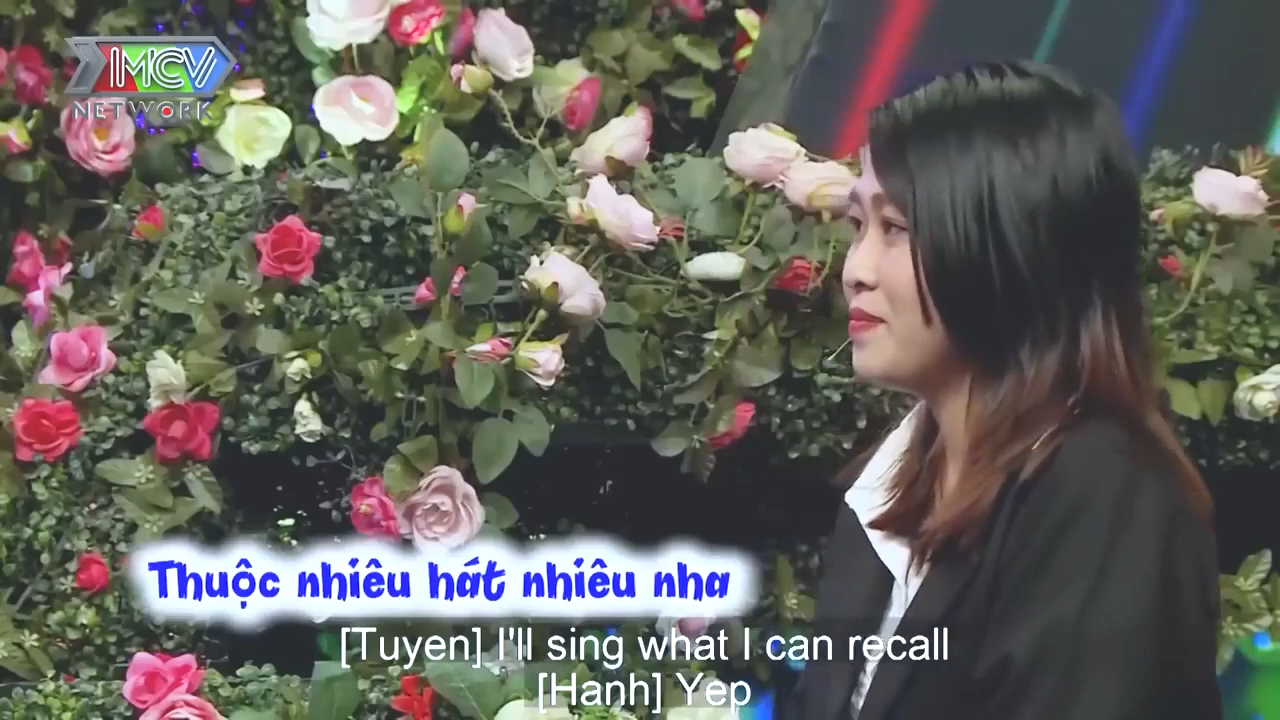 MCV
NETWORK
Thuộc nhiêu hát nhiêu nha
[Tuyen] I'll sing what I can recall
[Hanh] Yep